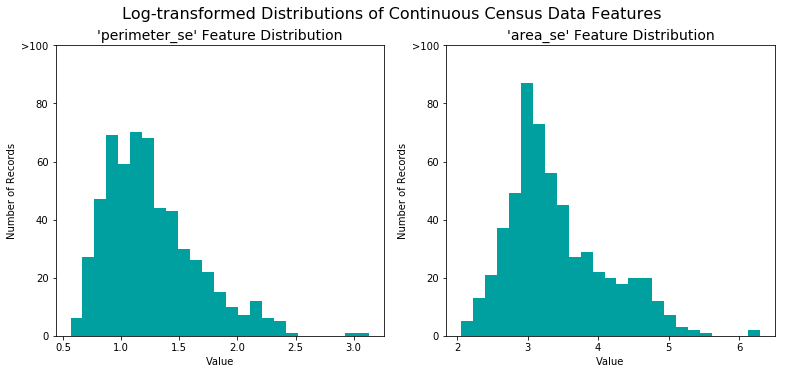 Log-transformed Distributions of Continuous Census Data Features
'perimeter_se' Feature Distribution
>100
80
60
40
20
0
Number of Records
0.5 1.0 1.5 2.0 2.5 3.0
Value
'area_se' Feature Distribution
>100
80
60
40
20
0
Number of Records
2 3 4 5 6
Value